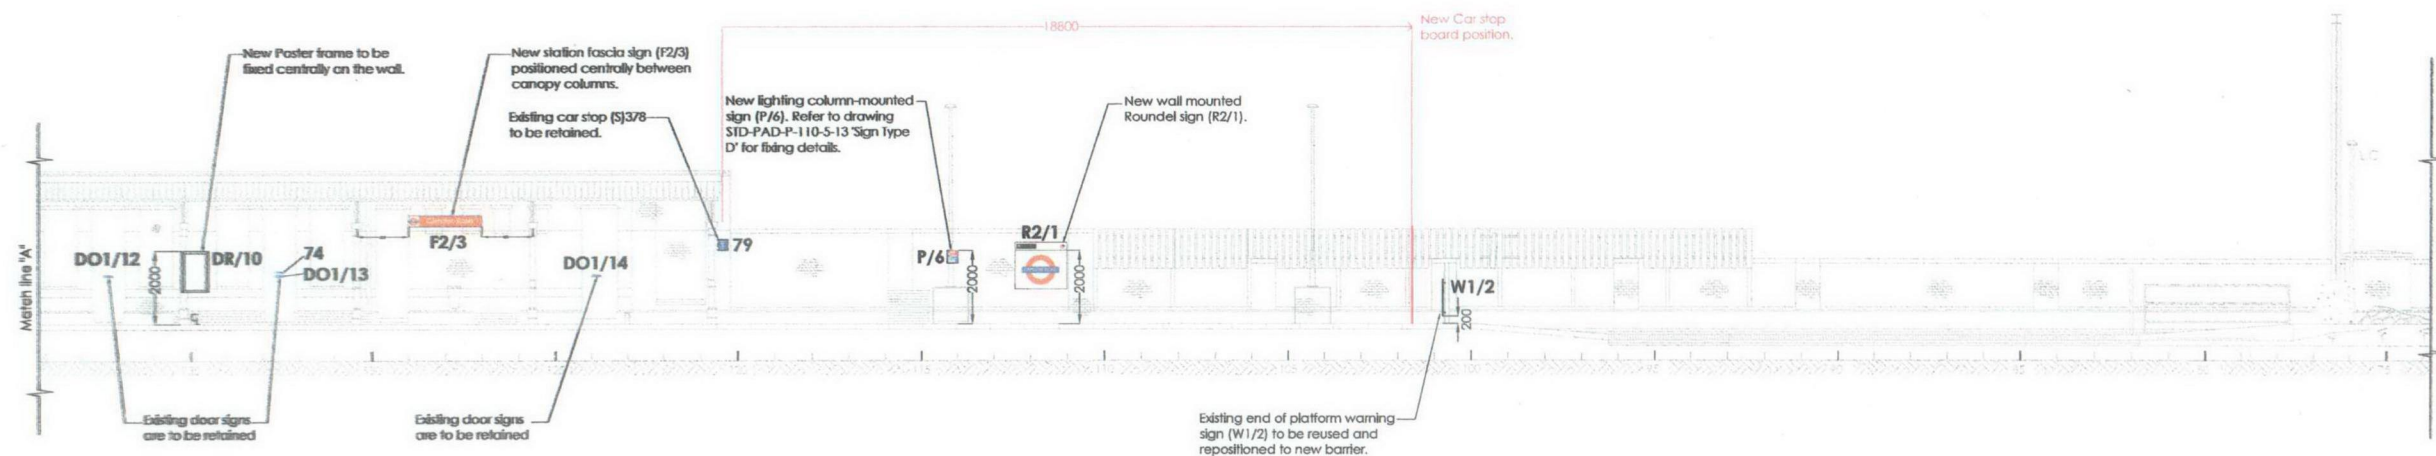 18800
New Car stop
board position.
New Poster frame to be
fixed centrally on the wall.
New station fascia sign (F2/3)
positioned centrally between
canopy columns.
Existing car stop (S)378
to be retained.
New lighting column-mounted
sign (P/6). Refer to drawing
STD-PAD-P-110-5-13 'Sign Type
D' for fixing details.
New wall mounted
Roundel sign (R2/1).
Match line "A"
DO1/12
2000
DR/10
74
DO1/13
F2/3
DO1/14
79
P/6
2000
R2/1
2000
W1/2
200
LC
Existing door signs
are to be retained
Existing door signs
are to be retained
Existing end of platform warning
sign (W1/2) to be reused and
repositioned to new barrier.